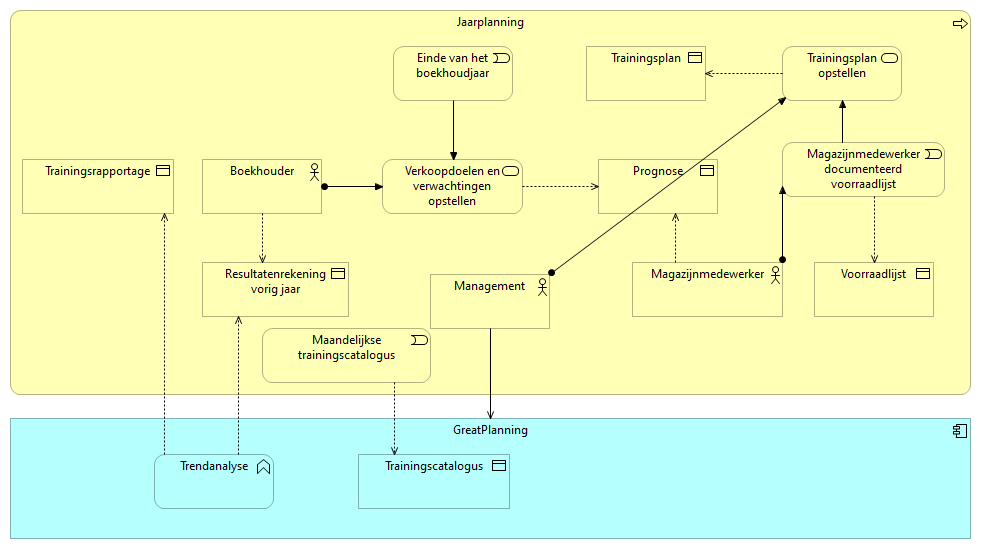 Jaarplanning
Einde van het
boekhoudjaar
Trainingsplan
Trainingsplan
opstellen
Trainingsrapportage
Boekhouder
Verkoopdoelen en
verwachtingen
opstellen
Prognose
Magazijnmedewerker
documenteerd
voorraadlijst
Resultatenrekening
vorig jaar
Management
Magazijnmedewerker
Voorraadlijst
Maandelijkse
trainingscatalogus
GreatPlanning
Trendanalyse
Trainingscatalogus